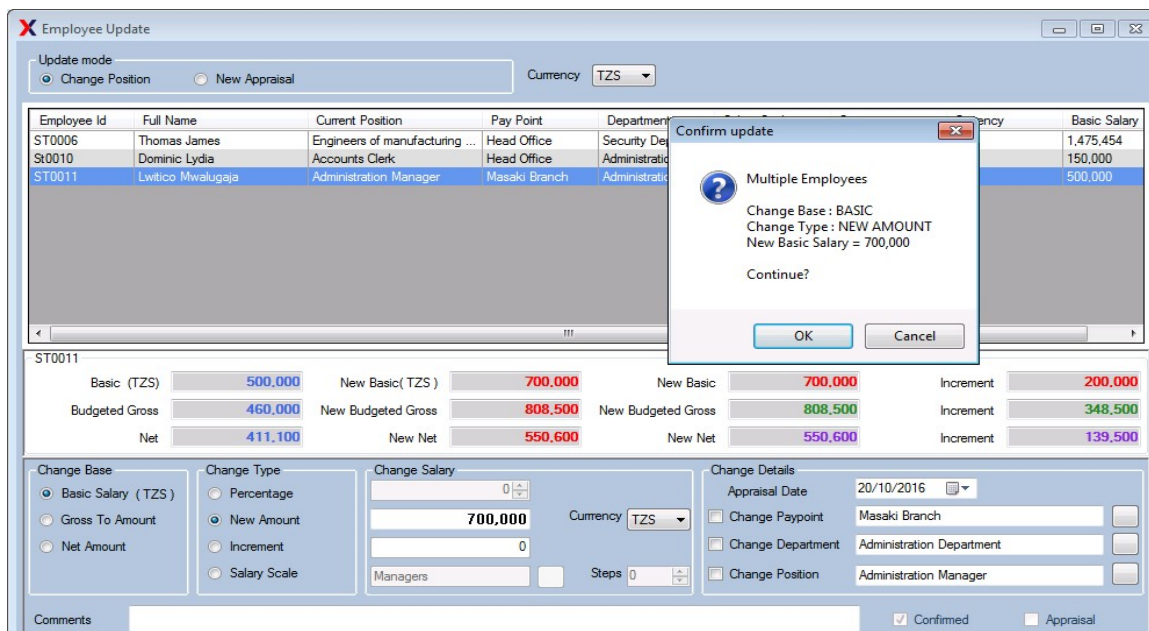 Employee Update
Update mode
Change Position New Appraisal Currency TZS
Employee Id Full Name Current Position Pay Point Department Basic Salary
ST0006 Thomas James Engineers of manufacturing ... Head Office Security De 1,475,454
St0010 Dominic Lydia Accounts Clerk Head Office Administratio 150,000
ST0011 Lwitico Mwalugaja Administration Manager Masaki Branch Administratio 500,000
Confirm update
Multiple Employees
Change Base : BASIC
Change Type : NEW AMOUNT
New Basic Salary = 700,000
Continue?
OK Cancel
ST0011
Basic (TZS) 500,000 New Basic( TZS ) 700,000 New Basic 700,000 Increment 200,000
Budgeted Gross 460,000 New Budgeted Gross 808,500 New Budgeted Gross 808,500 Increment 348,500
Net 411,100 New Net 550,600 New Net 550,600 Increment 139,500
Change Base Change Type Change Salary Change Details
Basic Salary ( TZS ) Percentage 0 Appraisal Date 20/10/2016
Gross To Amount New Amount 700,000 Currency TZS Change Paypoint Masaki Branch
Net Amount Increment 0 Change Department Administration Department
Salary Scale Managers Steps 0 Change Position Administration Manager
Comments Confirmed Appraisal